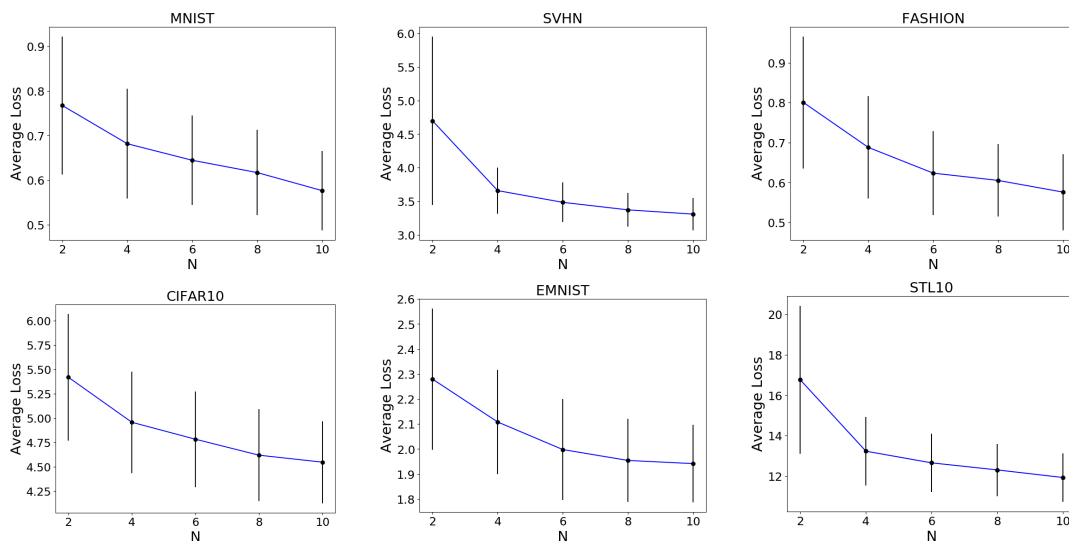 MNIST
Average Loss
0.9
0.8
0.7
0.6
0.5
2 4 6 8 10
N
SVHN
Average Loss
6.0
5.5
5.0
4.5
4.0
3.5
3.0
2 4 6 8 10
N
FASHION
Average Loss
0.9
0.8
0.7
0.6
0.5
2 4 6 8 10
N
CIFAR10
Average Loss
6.00
5.75
5.50
5.25
5.00
4.75
4.50
4.25
2 4 6 8 10
N
EMNIST
Average Loss
2.6
2.5
2.4
2.3
2.2
2.1
2.0
1.9
1.8
2 4 6 8 10
N
STL10
Average Loss
20
18
16
14
12
2 4 6 8 10
N